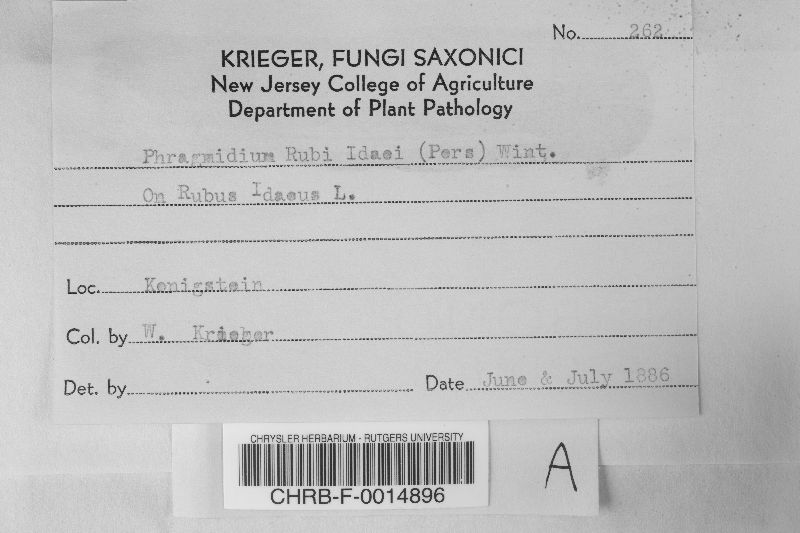 No. 262
KRIEGER, FUNGI SAXONICI
New Jersey College of Agriculture
Department of Plant Pathology
Phragmidium Rubi Idaei (Pers) Wint.
On Rubus Idaeus L.
Loc. Konigstein
Col. by W. Krieger
Det. by
Date June & July 1886
CHRYSLER HERBARIUM - RUTGERS UNIVERSITY
CHRB-F-0014896
A